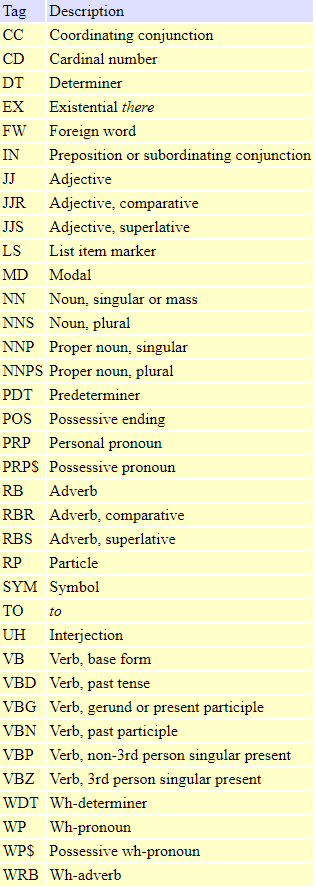 Tag Description
CC Coordinating conjunction
CD Cardinal number
DT Determiner
EX Existential there
FW Foreign word
IN Preposition or subordinating conjunction
JJ Adjective
JJR Adjective, comparative
JJS Adjective, superlative
LS List item marker
MD Modal
NN Noun, singular or mass
NNS Noun, plural
NNP Proper noun, singular
NNPS Proper noun, plural
PDT Predeterminer
POS Possessive ending
PRP Personal pronoun
PRP$ Possessive pronoun
RB Adverb
RBR Adverb, comparative
RBS Adverb, superlative
RP Particle
SYM Symbol
TO to
UH Interjection
VB Verb, base form
VBD Verb, past tense
VBG Verb, gerund or present participle
VBN Verb, past participle
VBP Verb, non-3rd person singular present
VBZ Verb, 3rd person singular present
WDT Wh-determiner
WP Wh-pronoun
WP$ Possessive wh-pronoun
WRB Wh-adverb